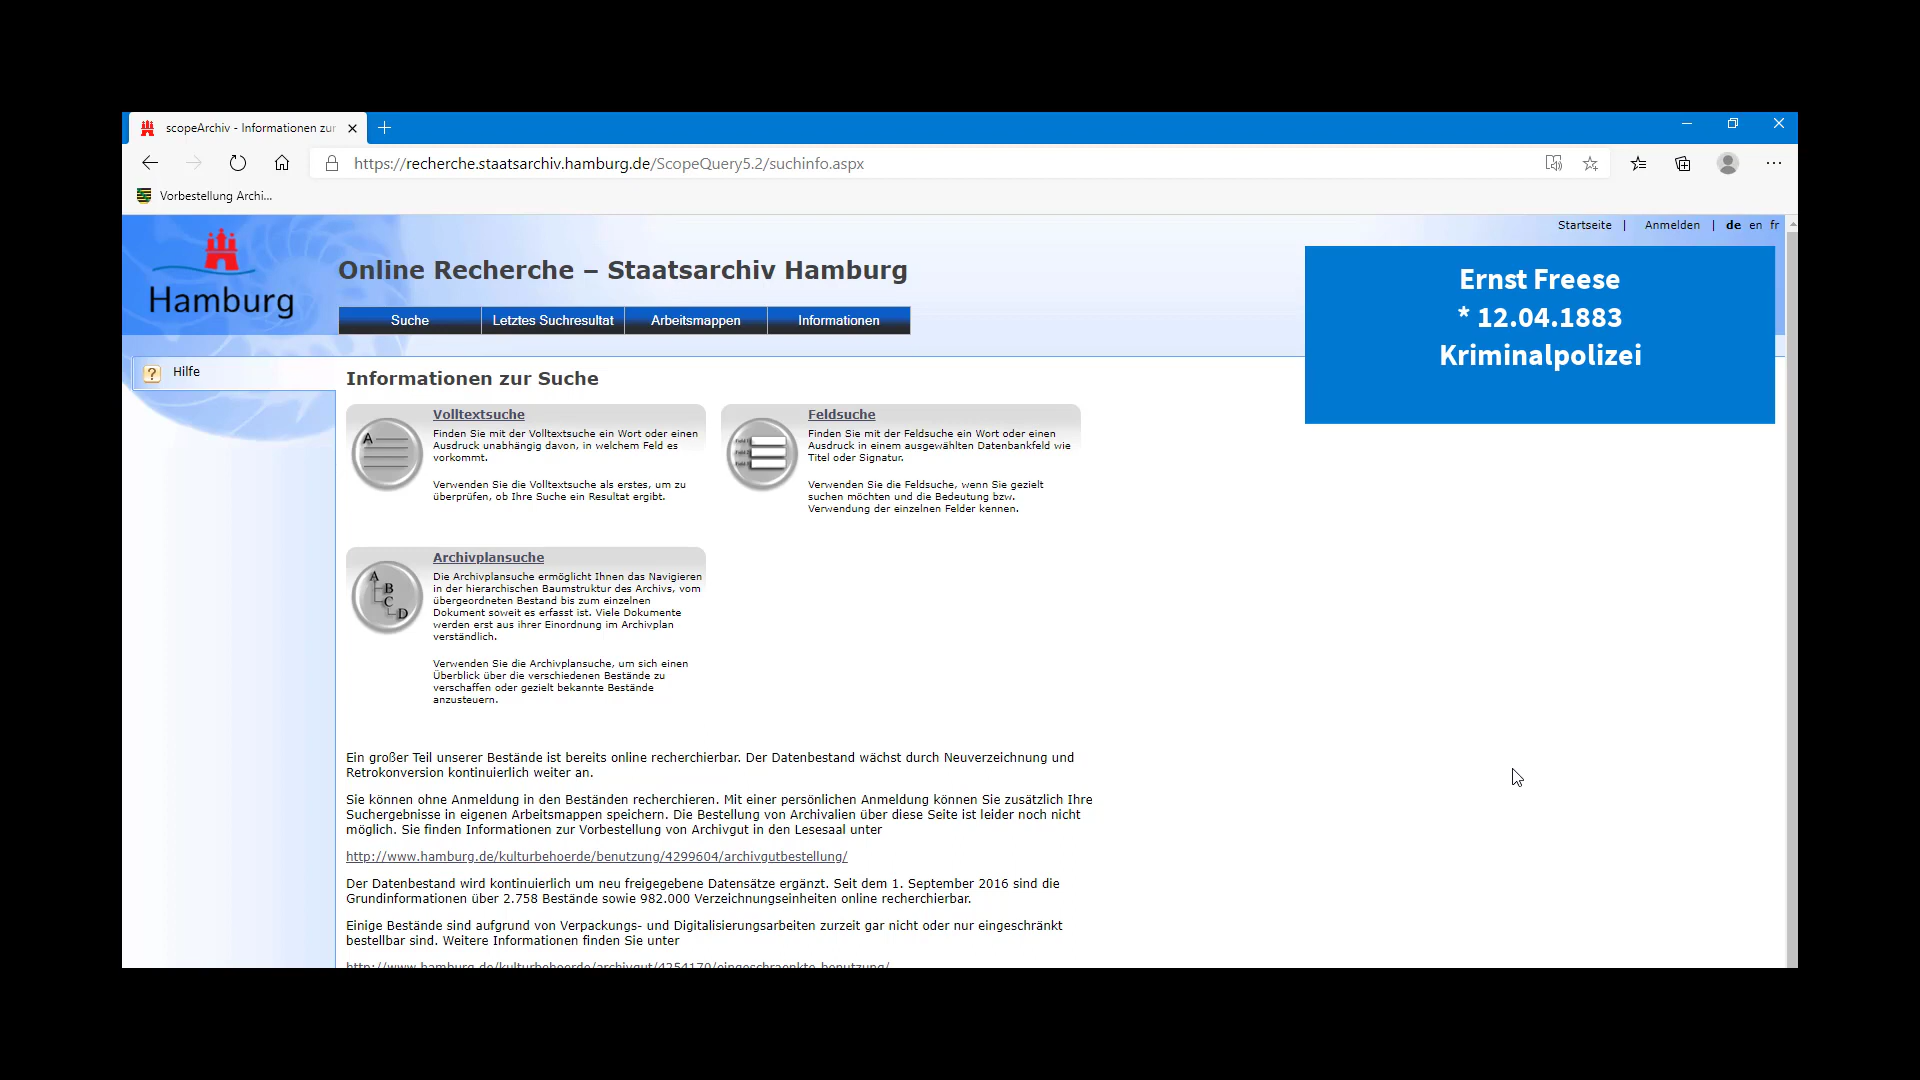 scopeArchiv - Informationen zur
https://recherche.staatsarchiv.hamburg.de/ScopeQuery5.2/suchinfo.aspx
Vorbestellung Archi...
Startseite | Anmelden | de en fr
Hamburg
Online Recherche – Staatsarchiv Hamburg
Suche
Letztes Suchresultat
Arbeitsmappen
Informationen
Ernst Freese
* 12.04.1883
Kriminalpolizei
Hilfe
Informationen zur Suche
Volltextsuche
Finden Sie mit der Volltextsuche ein Wort oder einen
Ausdruck unabhängig davon, in welchem Feld es
vorkommt.
Verwenden Sie die Volltextsuche als erstes, um zu
überprüfen, ob Ihre Suche ein Resultat ergibt.
A
Feldsuche
Finden Sie mit der Feldsuche ein Wort oder einen
Ausdruck in einem ausgewählten Datenbankfeld wie
Titel oder Signatur.
Verwenden Sie die Feldsuche, wenn Sie gezielt
suchen möchten und die Bedeutung bzw.
Verwendung der einzelnen Felder kennen.
Archivplansuche
Die Archivplansuche ermöglicht Ihnen das Navigieren
in der hierarchischen Baumstruktur des Archivs, vom
übergeordneten Bestand bis zum einzelnen
Dokument soweit es erfasst ist. Viele Dokumente
werden erst aus ihrer Einordnung im Archivplan
verständlich.
Verwenden Sie die Archivplansuche, um sich einen
Überblick über die verschiedenen Bestände zu
verschaffen oder gezielt bekannte Bestände
anzusteuern.
A
B
C
D
Ein großer Teil unserer Bestände ist bereits online recherchierbar. Der Datenbestand wächst durch Neuverzeichnung und
Retrokonversion kontinuierlich weiter an.
Sie können ohne Anmeldung in den Beständen recherchieren. Mit einer persönlichen Anmeldung können Sie zusätzlich Ihre
Suchergebnisse in eigenen Arbeitsmappen speichern. Die Bestellung von Archivalien über diese Seite ist leider noch nicht
möglich. Sie finden Informationen zur Vorbestellung von Archivgut in den Lesesaal unter
http://www.hamburg.de/kulturbehoerde/benutzung/4299604/archivgutbestellung/
Der Datenbestand wird kontinuierlich um neu freigegebene Datensätze ergänzt. Seit dem 1. September 2016 sind die
Grundinformationen über 2.758 Bestände sowie 982.000 Verzeichnungseinheiten online recherchierbar.
Einige Bestände sind aufgrund von Verpackungs- und Digitalisierungsarbeiten zurzeit gar nicht oder nur eingeschränkt
bestellbar sind. Weitere Informationen finden Sie unter
http://www.hamburg.de/kulturbehoerde/archivgut/4254170/eingeschraenkte-benutzung/